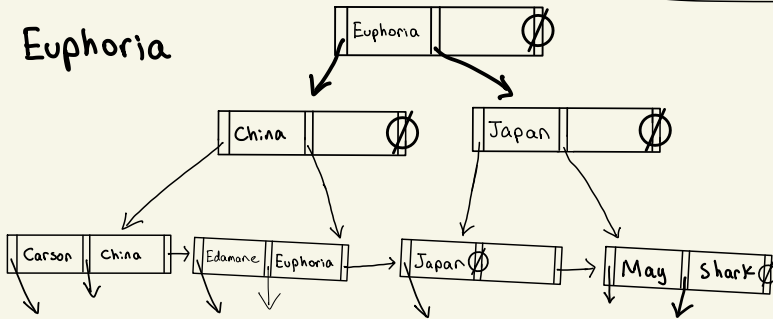 Euphoria
Euphoria Ø
China Ø
Japan Ø
Carson China
Edamame Euphoria
Japan Ø
May Shark Ø